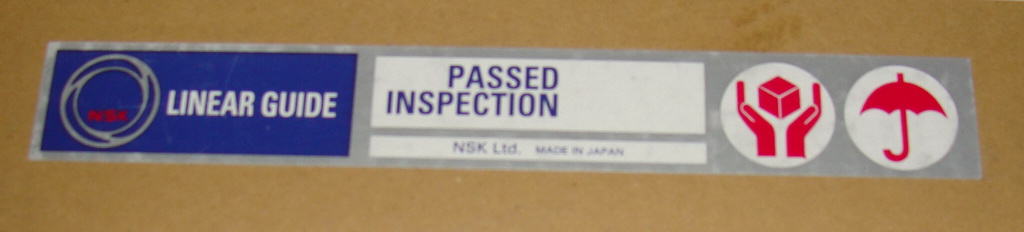 NSK
LINEAR GUIDE
PASSED
INSPECTION
NSK Ltd. MADE IN JAPAN